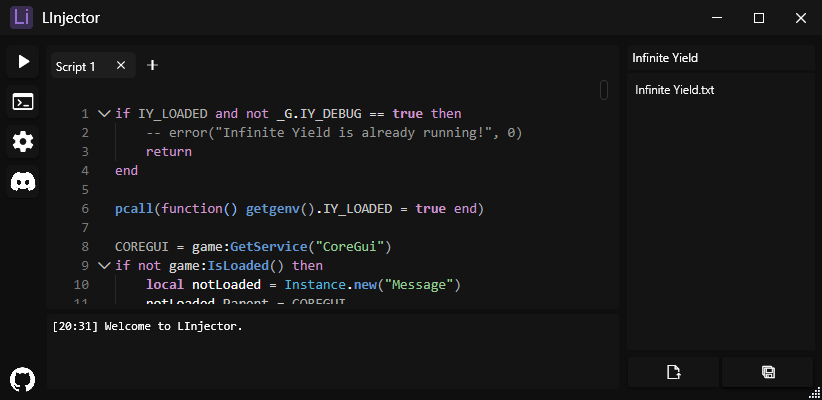 Li LInjector
Script 1
Infinite Yield
Infinite Yield.txt
1 if IY_LOADED and not _G.IY_DEBUG == true then
2 -- error("Infinite Yield is already running!", 0)
3 return
4 end
5
6 pcall(function() getgenv().IY_LOADED = true end)
7
8 COREGUI = game:GetService("CoreGui")
9 if not game:IsLoaded() then
10 local notLoaded = Instance.new("Message")
11 notLoaded.Parent = COREGUI
[20:31] Welcome to LInjector.